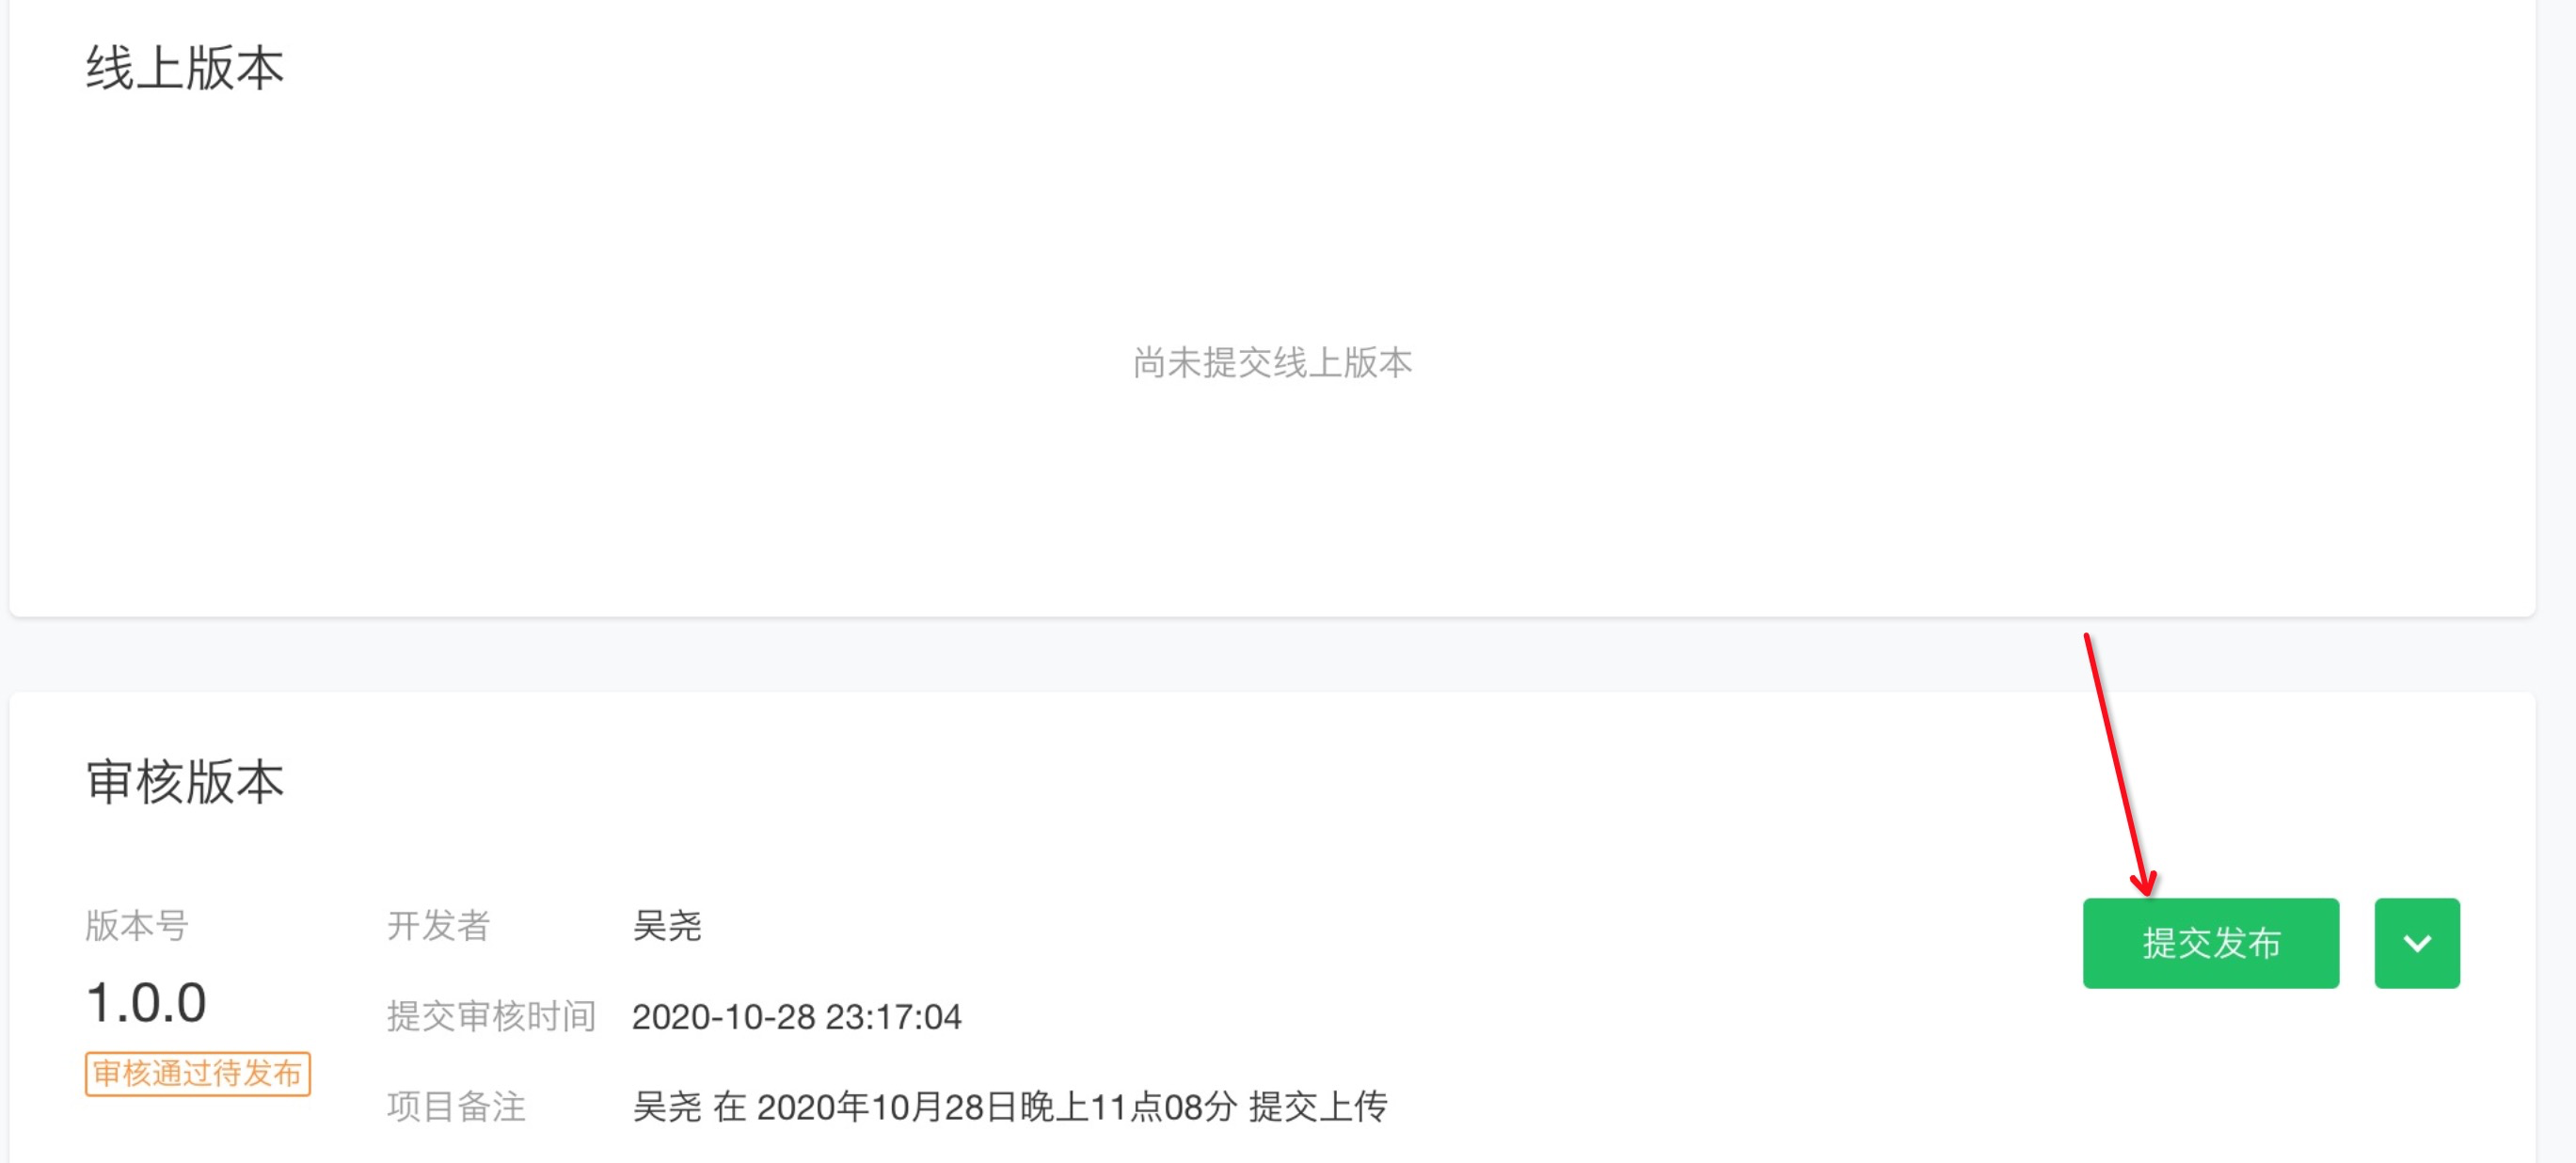 线上版本
尚未提交线上版本
审核版本
版本号
1.0.0
审核通过待发布
开发者 吴尧
提交审核时间 2020-10-28 23:17:04
项目备注 吴尧 在 2020年10月28日晚上11点08分 提交上传
提交发布